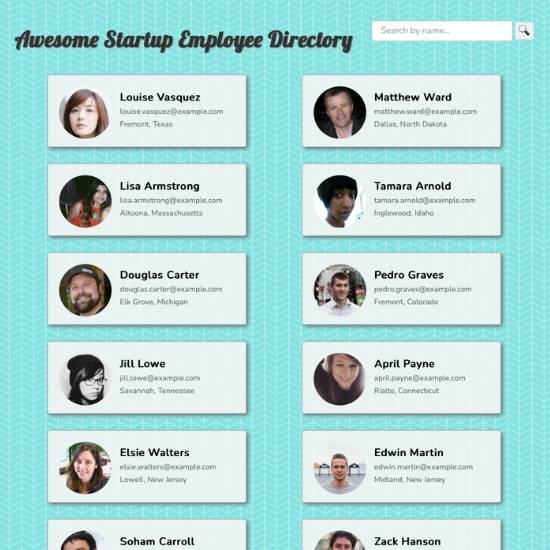 Awesome Startup Employee Directory
Search by name...
Louise Vasquez
louise.vasquez@example.com
Fremont, Texas
Matthew Ward
matthew.ward@example.com
Dallas, North Dakota
Lisa Armstrong
lisa.armstrong@example.com
Altoona, Massachusetts
Tamara Arnold
tamara.arnold@example.com
Inglewood, Idaho
Douglas Carter
douglas.carter@example.com
Elk Grove, Michigan
Pedro Graves
pedro.graves@example.com
Fremont, Colorado
Jill Lowe
jill.lowe@example.com
Savannah, Tennessee
April Payne
april.payne@example.com
Rialto, Connecticut
Elsie Walters
elsie.walters@example.com
Lowell, New Jersey
Edwin Martin
edwin.martin@example.com
Midland, New Jersey
Soham Carroll
Zack Hanson